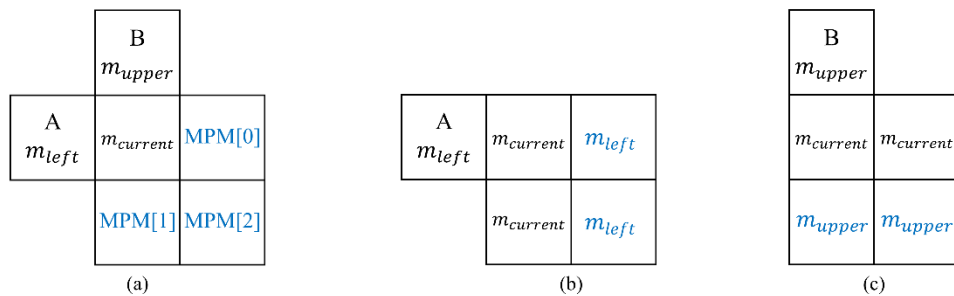 B
m_upper
A
m_left
m_current
MPM[0]
MPM[1]
MPM[2]
(a)
A
m_left
m_current
m_left
m_current
m_left
(b)
B
m_upper
m_current
m_current
m_upper
m_upper
(c)